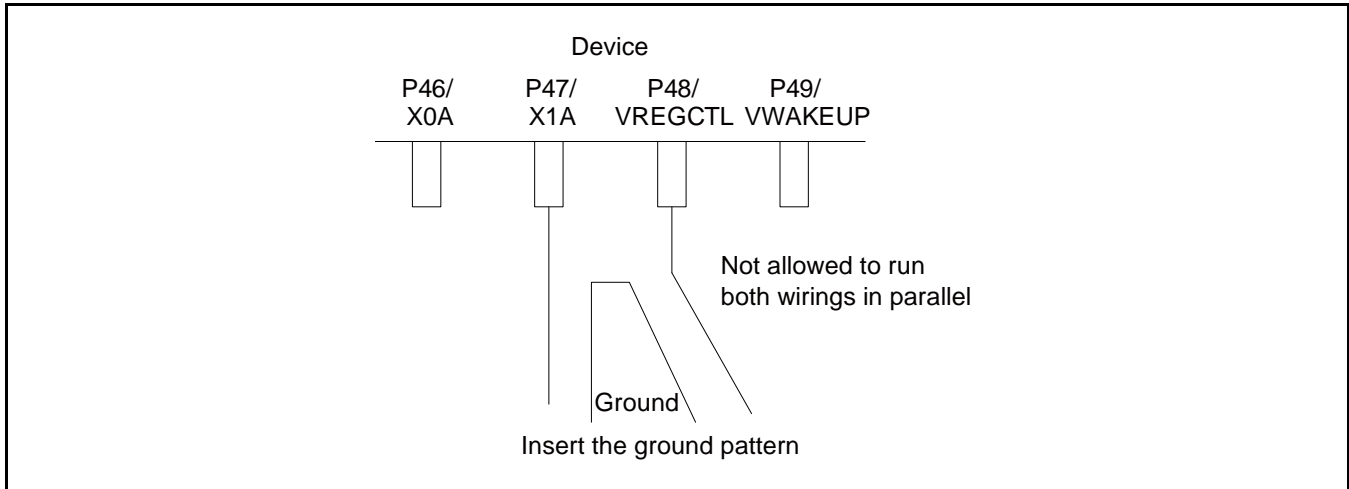 Device
P46/ P47/ P48/ P49/
X0A X1A VREGCTL VWAKEUP
Not allowed to run
both wirings in parallel
Ground
Insert the ground pattern